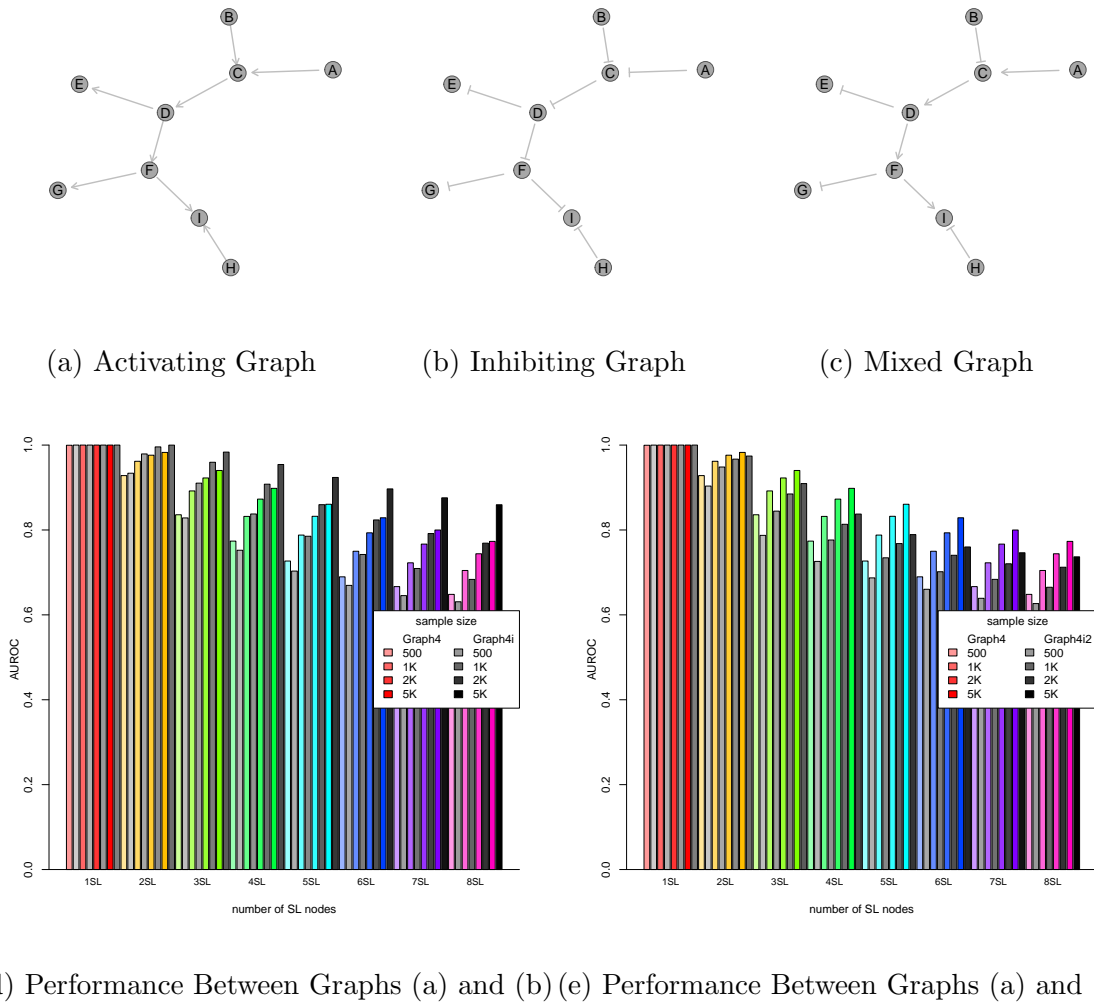 B
C
A
E
D
F
G
I
H
B
C
A
E
D
F
G
I
H
B
C
A
E
D
F
G
I
H
(a) Activating Graph
(b) Inhibiting Graph
(c) Mixed Graph
AUROC
0.0 0.2 0.4 0.6 0.8 1.0
sample size
Graph4 Graph4i
500 500
1K 1K
2K 2K
5K 5K
1SL 2SL 3SL 4SL 5SL 6SL 7SL 8SL
number of SL nodes
AUROC
0.0 0.2 0.4 0.6 0.8 1.0
sample size
Graph4 Graph4i2
500 500
1K 1K
2K 2K
5K 5K
1SL 2SL 3SL 4SL 5SL 6SL 7SL 8SL
number of SL nodes
) Performance Between Graphs (a) and (b)
(e) Performance Between Graphs (a) and